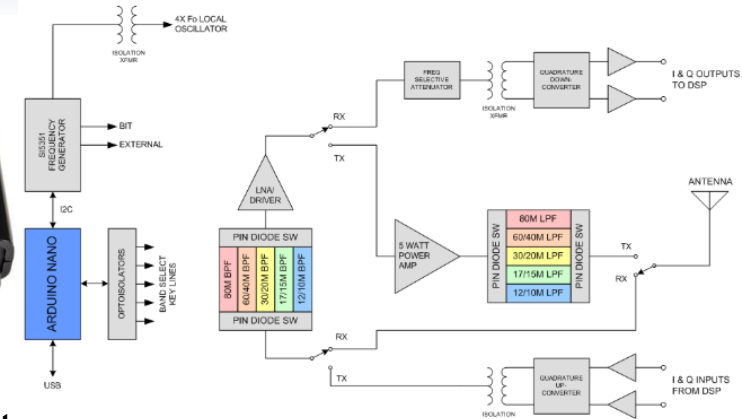 4X Fo LOCAL
OSCILLATOR
ISOLATION
XFMR
SI5351
FREQUENCY
GENERATOR
BIT
EXTERNAL
I2C
ARDUINO NANO
OPTOISOLATORS
BAND SELECT
KEY LINES
USB
FREQ
SELECTIVE
ATTENUATOR
ISOLATION
XFMR
QUADRATURE
DOWN-
CONVERTER
I & Q OUTPUTS
TO DSP
RX
TX
LNA/
DRIVER
PIN DIODE SW
80M BPF
60/40M BPF
30/20M BPF
17/15M BPF
12/10M BPF
PIN DIODE SW
5 WATT
POWER
AMP
PIN DIODE SW
80M LPF
60/40M LPF
30/20M LPF
17/15M LPF
12/10M LPF
PIN DIODE SW
ANTENNA
TX
RX
RX
TX
ISOLATION
QUADRATURE
UP-
CONVERTER
I & Q INPUTS
FROM DSP